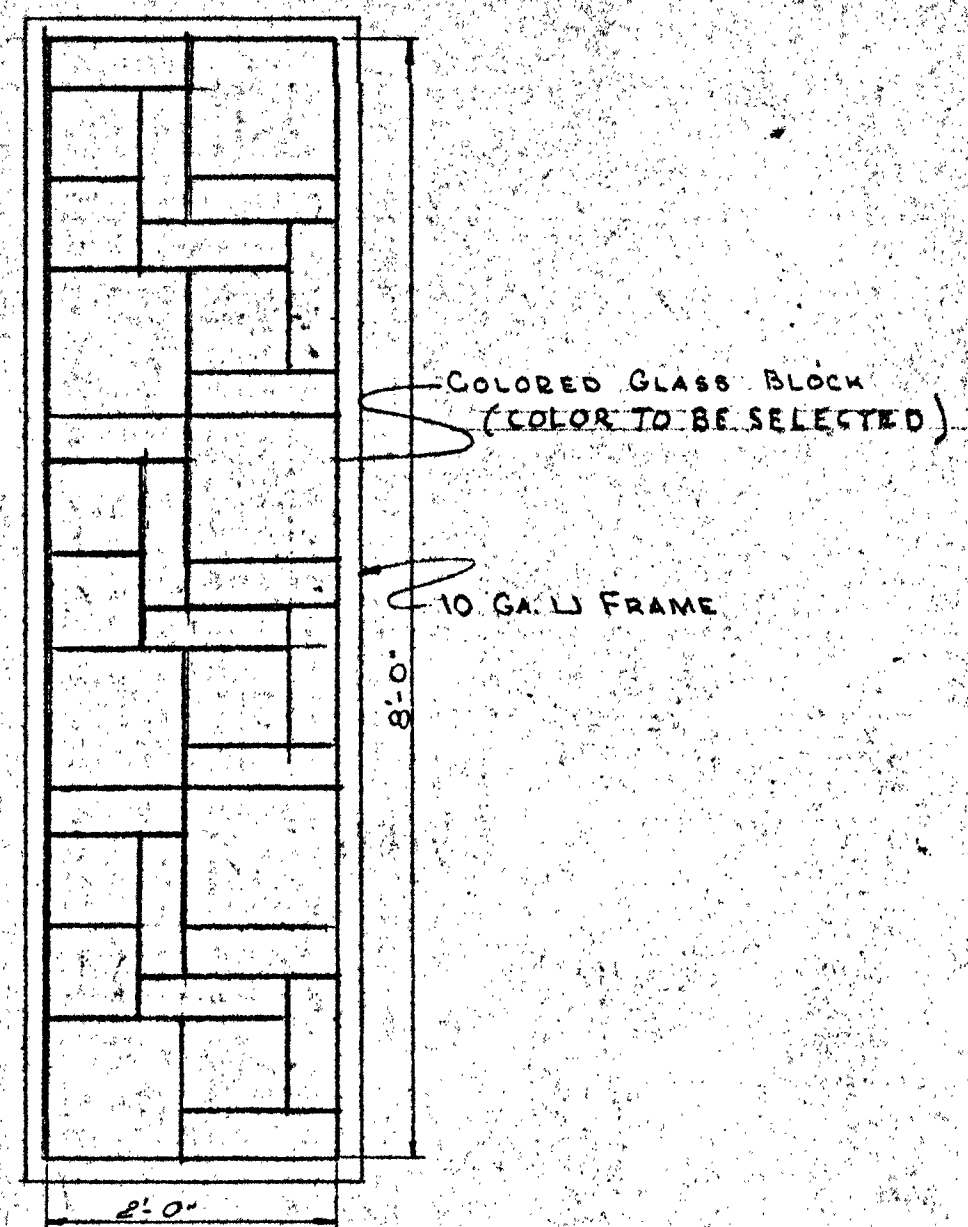 COLORED GLASS BLOCK
(COLOR TO BE SELECTED)
10 GA. ⊔ FRAME
8'-0"
2'-0"